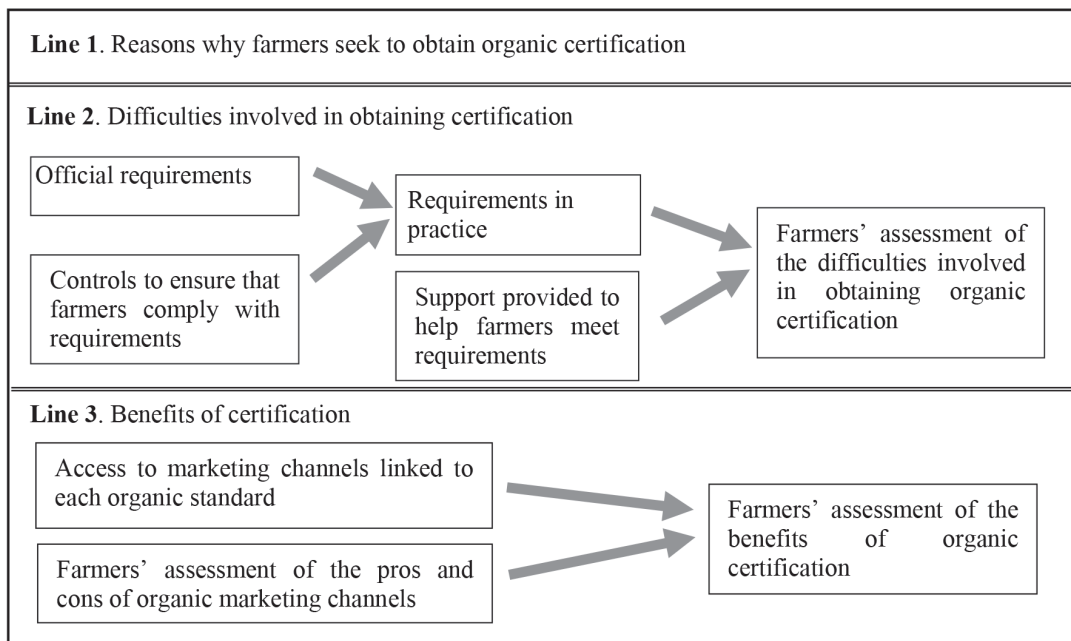 Line 1. Reasons why farmers seek to obtain organic certification
Line 2. Difficulties involved in obtaining certification
Official requirements
Controls to ensure that
farmers comply with
requirements
Requirements in
practice
Support provided to
help farmers meet
requirements
Farmers’ assessment of
the difficulties involved
in obtaining organic
certification
Line 3. Benefits of certification
Access to marketing channels linked to
each organic standard
Farmers’ assessment of the pros and
cons of organic marketing channels
Farmers’ assessment of the
benefits of organic
certification